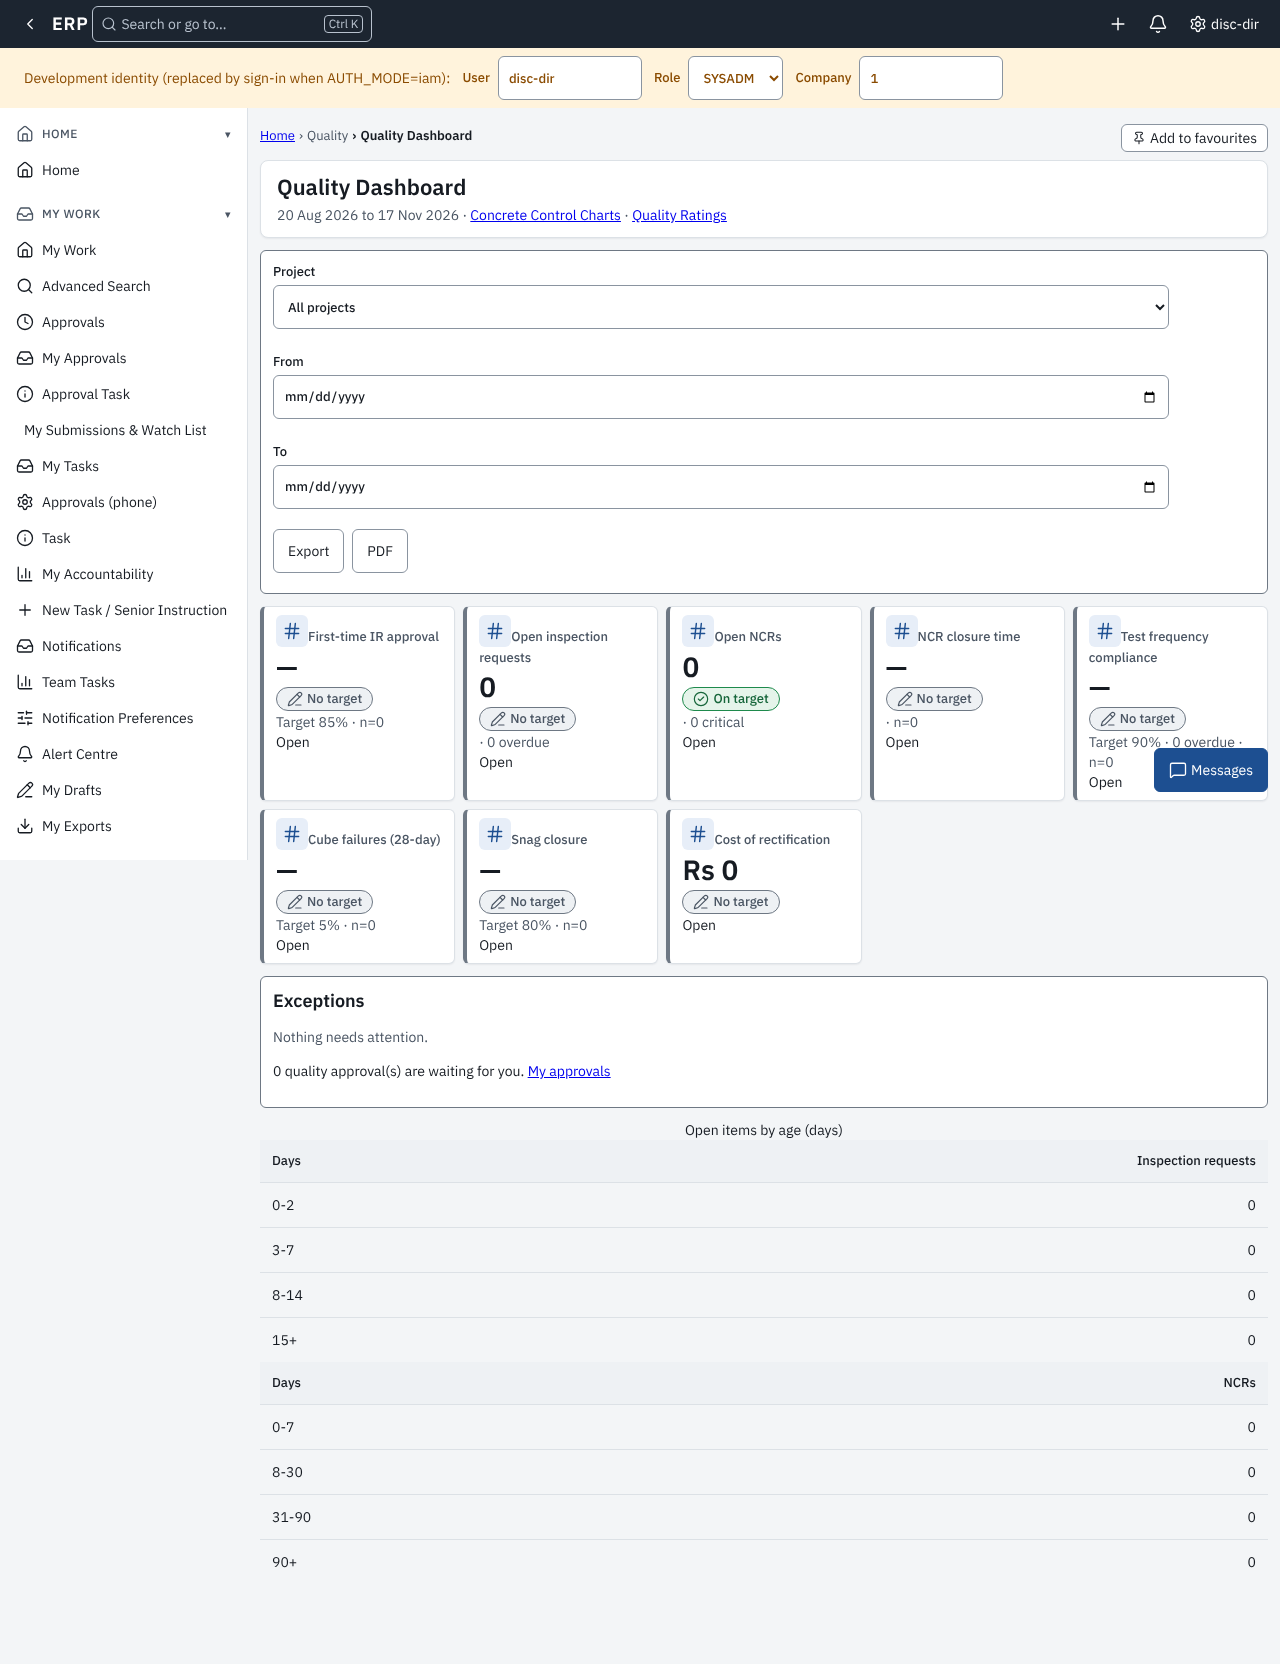 ERP
Search or go to...
Ctrl K
disc-dir
Development identity (replaced by sign-in when AUTH_MODE=iam):
User
disc-dir
Role
SYSADM
Company
1
HOME
Home
MY WORK
My Work
Advanced Search
Approvals
My Approvals
Approval Task
My Submissions & Watch List
My Tasks
Approvals (phone)
Task
My Accountability
New Task / Senior Instruction
Notifications
Team Tasks
Notification Preferences
Alert Centre
My Drafts
My Exports
Home › Quality › Quality Dashboard
Add to favourites
Quality Dashboard
20 Aug 2026 to 17 Nov 2026 · Concrete Control Charts · Quality Ratings
Project
All projects
From
mm/dd/yyyy
To
mm/dd/yyyy
Export
PDF
First-time IR approval
—
No target
Target 85% · n=0
Open
Open inspection
requests
0
No target
· 0 overdue
Open
Open NCRs
0
On target
· 0 critical
Open
NCR closure time
—
No target
· n=0
Open
Test frequency
compliance
—
No target
Target 90% · 0 overdue ·
n=0
Open
Messages
Cube failures (28-day)
—
No target
Target 5% · n=0
Open
Snag closure
—
No target
Target 80% · n=0
Open
Cost of rectification
Rs 0
No target
Open
Exceptions
Nothing needs attention.
0 quality approval(s) are waiting for you. My approvals
Open items by age (days)
Days Inspection requests
0-2 0
3-7 0
8-14 0
15+ 0
Days NCRs
0-7 0
8-30 0
31-90 0
90+ 0